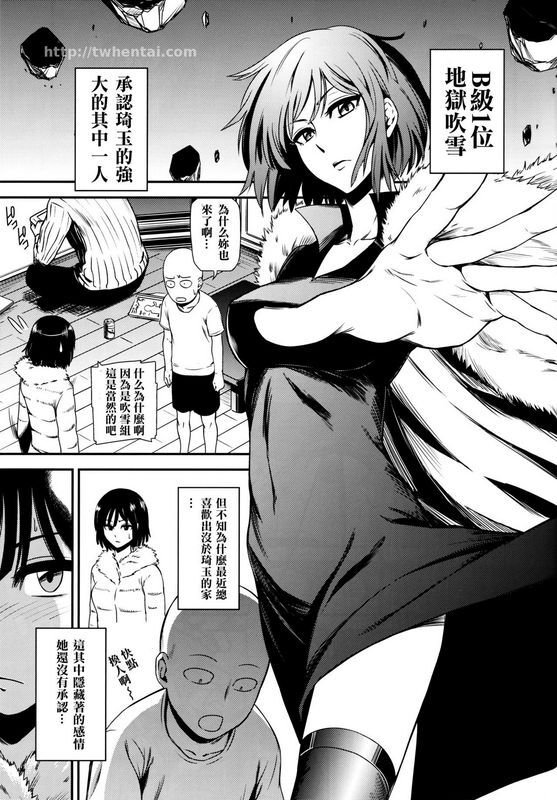 http://twhentai.com
B級1位
地獄吹雪
承認琦玉的強
大的其中一人
為什么妳也
來了啊…
什么為什麼啊
因為是吹雪組
這是當然的吧
但不知為什麼最近總
喜歡出沒於琦玉的家
…
快點
換人啊~
這其中隱藏著的感情
她還沒有承認…